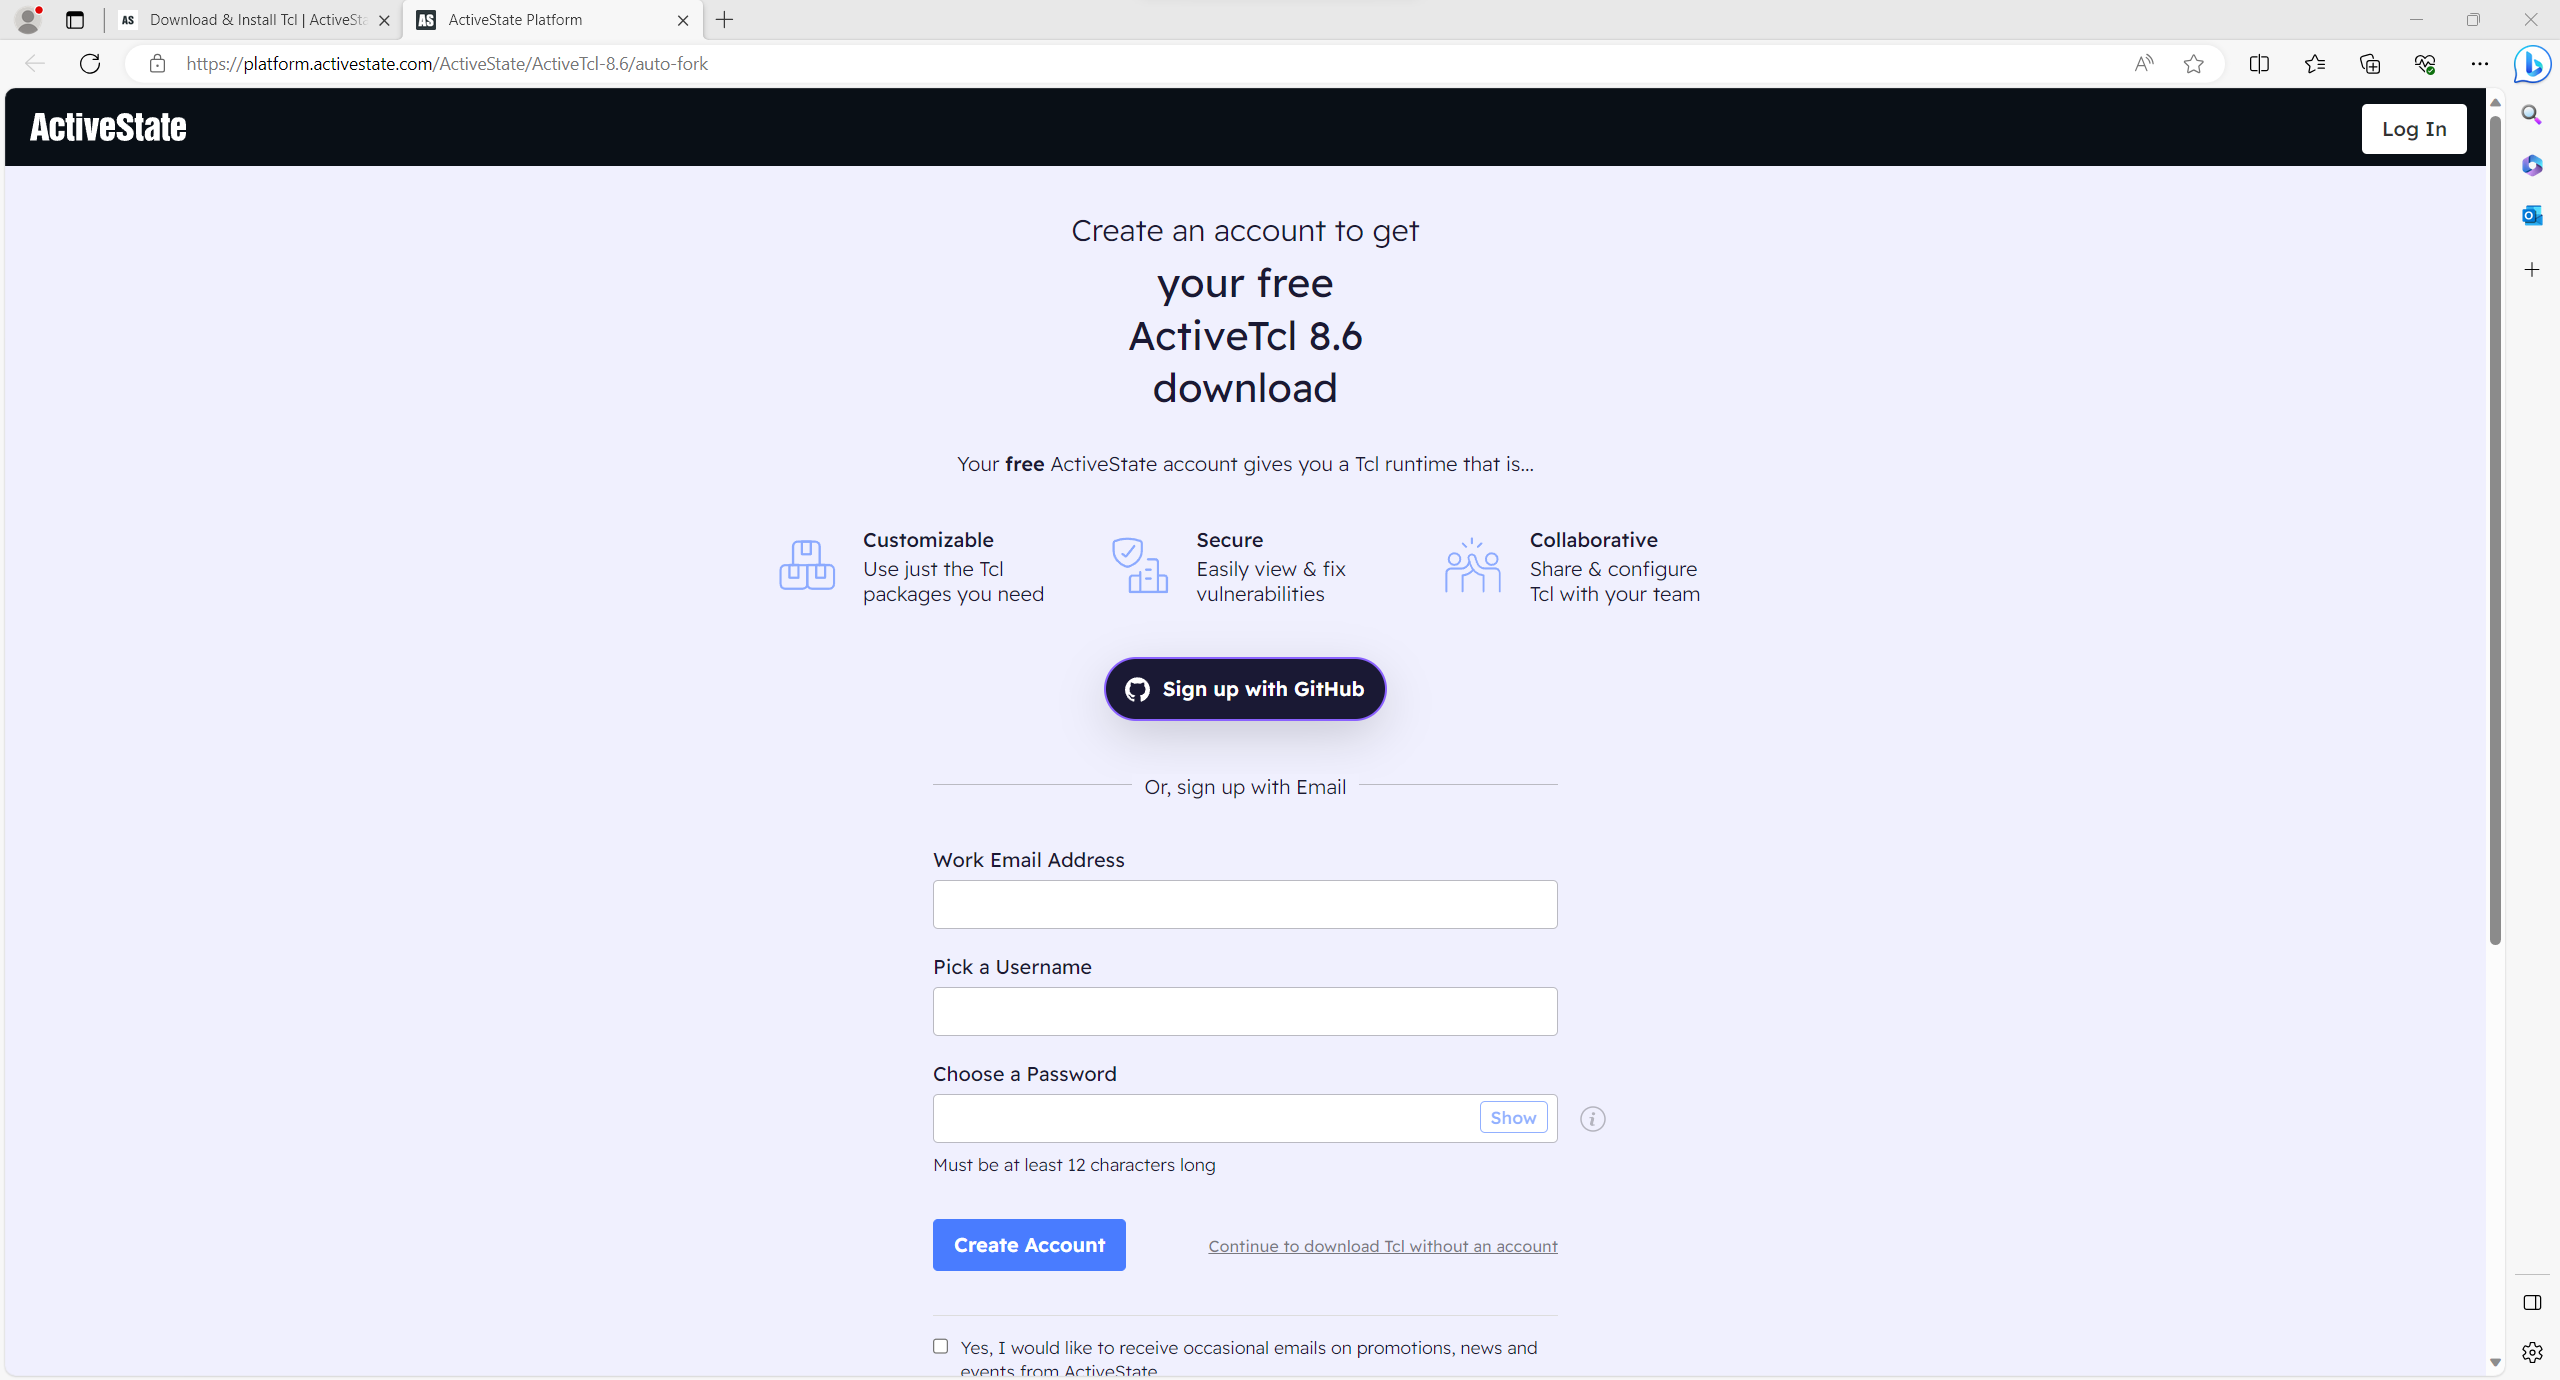 Download & Install Tcl | ActiveSta
ActiveState Platform
https://platform.activestate.com/ActiveState/ActiveTcl-8.6/auto-fork
ActiveState
Log In
Create an account to get
your free
ActiveTcl 8.6
download
Your free ActiveState account gives you a Tcl runtime that is...
Customizable
Use just the Tcl
packages you need
Secure
Easily view & fix
vulnerabilities
Collaborative
Share & configure
Tcl with your team
Sign up with GitHub
Or, sign up with Email
Work Email Address
Pick a Username
Choose a Password
Show
Must be at least 12 characters long
Create Account
Continue to download Tcl without an account
Yes, I would like to receive occasional emails on promotions, news and
events from ActiveState